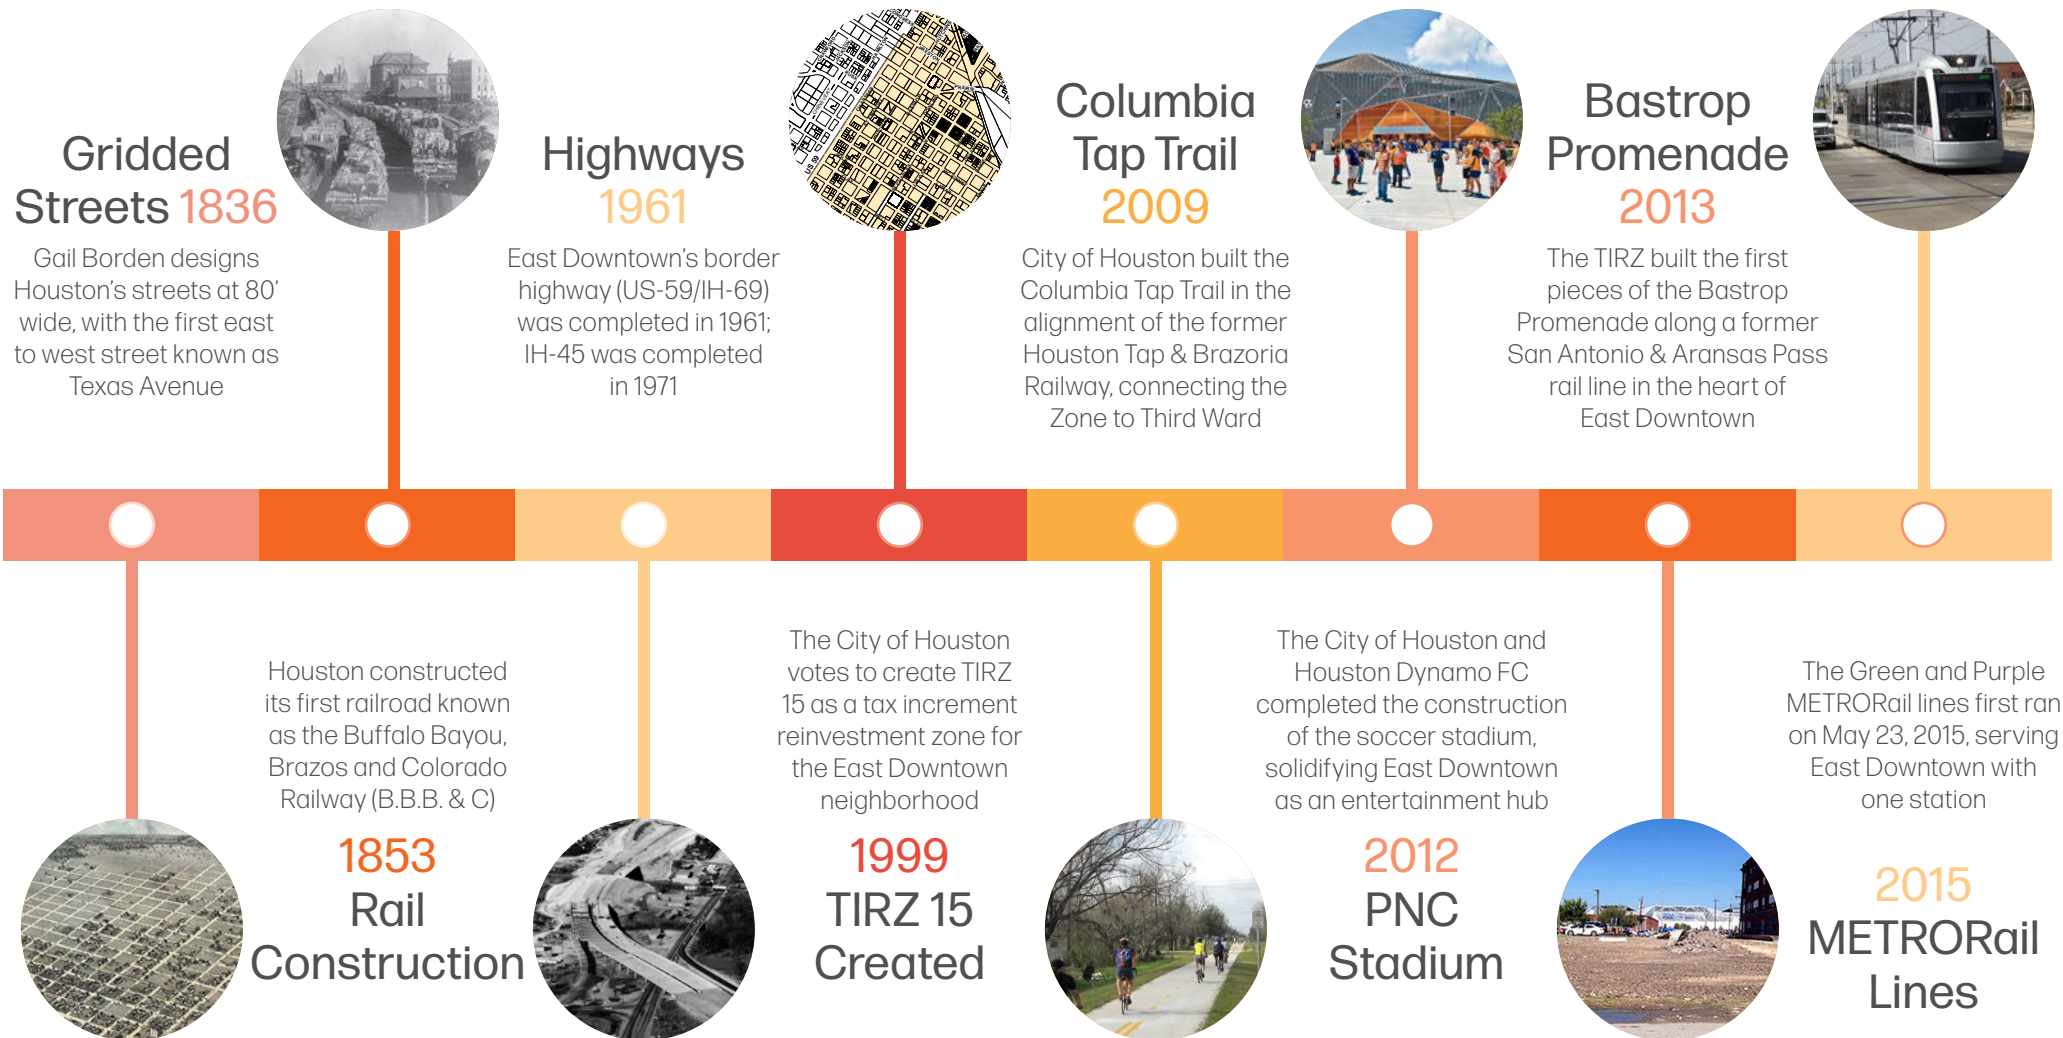 Gridded
Streets 1836
Gail Borden designs
Houston's streets at 80'
wide, with the first east
to west street known as
Texas Avenue
Houston constructed
its first railroad known
as the Buffalo Bayou,
Brazos and Colorado
Railway (B.B.B. & C)
1853
Rail
Construction
Highways
1961
East Downtown's border
highway (US-59/IH-69)
was completed in 1961;
IH-45 was completed
in 1971
The City of Houston
votes to create TIRZ
15 as a tax increment
reinvestment zone for
the East Downtown
neighborhood
1999
TIRZ 15
Created
Columbia
Tap Trail
2009
City of Houston built the
Columbia Tap Trail in the
alignment of the former
Houston Tap & Brazoria
Railway, connecting the
Zone to Third Ward
The City of Houston and
Houston Dynamo FC
completed the construction
of the soccer stadium,
solidifying East Downtown
as an entertainment hub
2012
PNC
Stadium
Bastrop
Promenade
2013
The TIRZ built the first
pieces of the Bastrop
Promenade along a former
San Antonio & Aransas Pass
rail line in the heart of
East Downtown
The Green and Purple
METRORail lines first ran
on May 23, 2015, serving
East Downtown with
one station
2015
METRORail
Lines